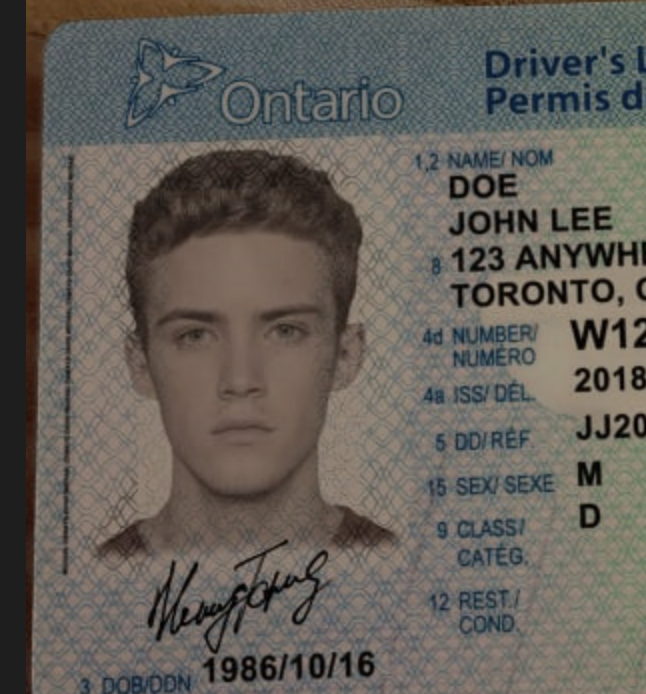 Ontario
Driver's L
Permis d
1,2 NAME/ NOM
DOE
JOHN LEE
8 123 ANYWHE
TORONTO, 
4d NUMBER/ W12
NUMÉRO
4a ISS/ DÉL. 2018
5 DD/RÉF. JJ20
15 SEX/ SEXE M
9 CLASS/ D
CATÉG.
12 REST./
COND.
3 DOB/DDN 1986/10/16